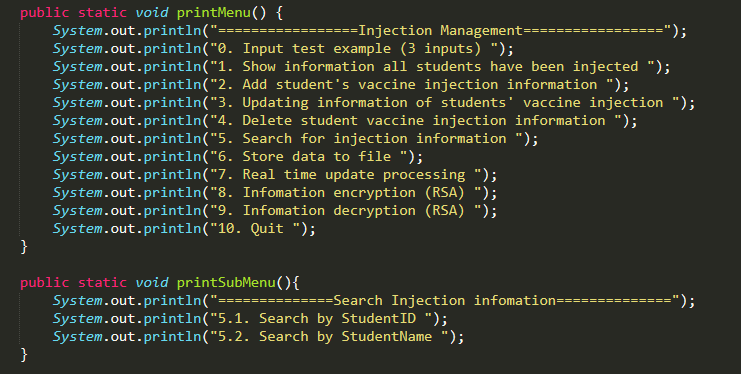 public static void printMenu() {
System.out.println("=================Injection Management=================");
System.out.println("0. Input test example (3 inputs) ");
System.out.println("1. Show information all students have been injected ");
System.out.println("2. Add student's vaccine injection information ");
System.out.println("3. Updating information of students' vaccine injection ");
System.out.println("4. Delete student vaccine injection information ");
System.out.println("5. Search for injection information ");
System.out.println("6. Store data to file ");
System.out.println("7. Real time update processing ");
System.out.println("8. Infomation encryption (RSA) ");
System.out.println("9. Infomation decryption (RSA) ");
System.out.println("10. Quit ");
}
public static void printSubMenu(){
System.out.println("==============Search Injection infomation==============");
System.out.println("5.1. Search by StudentID ");
System.out.println("5.2. Search by StudentName ");
}